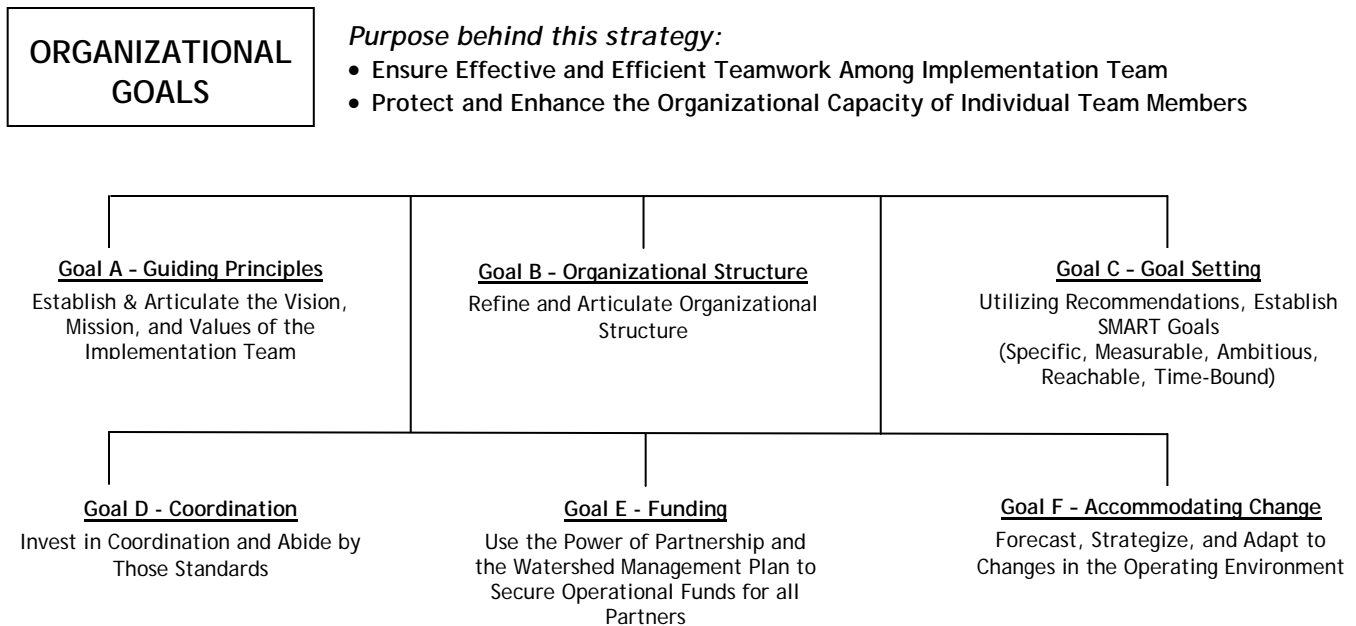 ORGANIZATIONAL
GOALS
Purpose behind this strategy:
• Ensure Effective and Efficient Teamwork Among Implementation Team
• Protect and Enhance the Organizational Capacity of Individual Team Members
Goal A – Guiding Principles
Establish & Articulate the Vision,
Mission, and Values of the
Implementation Team
Goal B – Organizational Structure
Refine and Articulate Organizational
Structure
Goal C – Goal Setting
Utilizing Recommendations, Establish
SMART Goals
(Specific, Measurable, Ambitious,
Reachable, Time-Bound)
Goal D - Coordination
Invest in Coordination and Abide by
Those Standards
Goal E - Funding
Use the Power of Partnership and
the Watershed Management Plan to
Secure Operational Funds for all
Partners
Goal F – Accommodating Change
Forecast, Strategize, and Adapt to
Changes in the Operating Environment